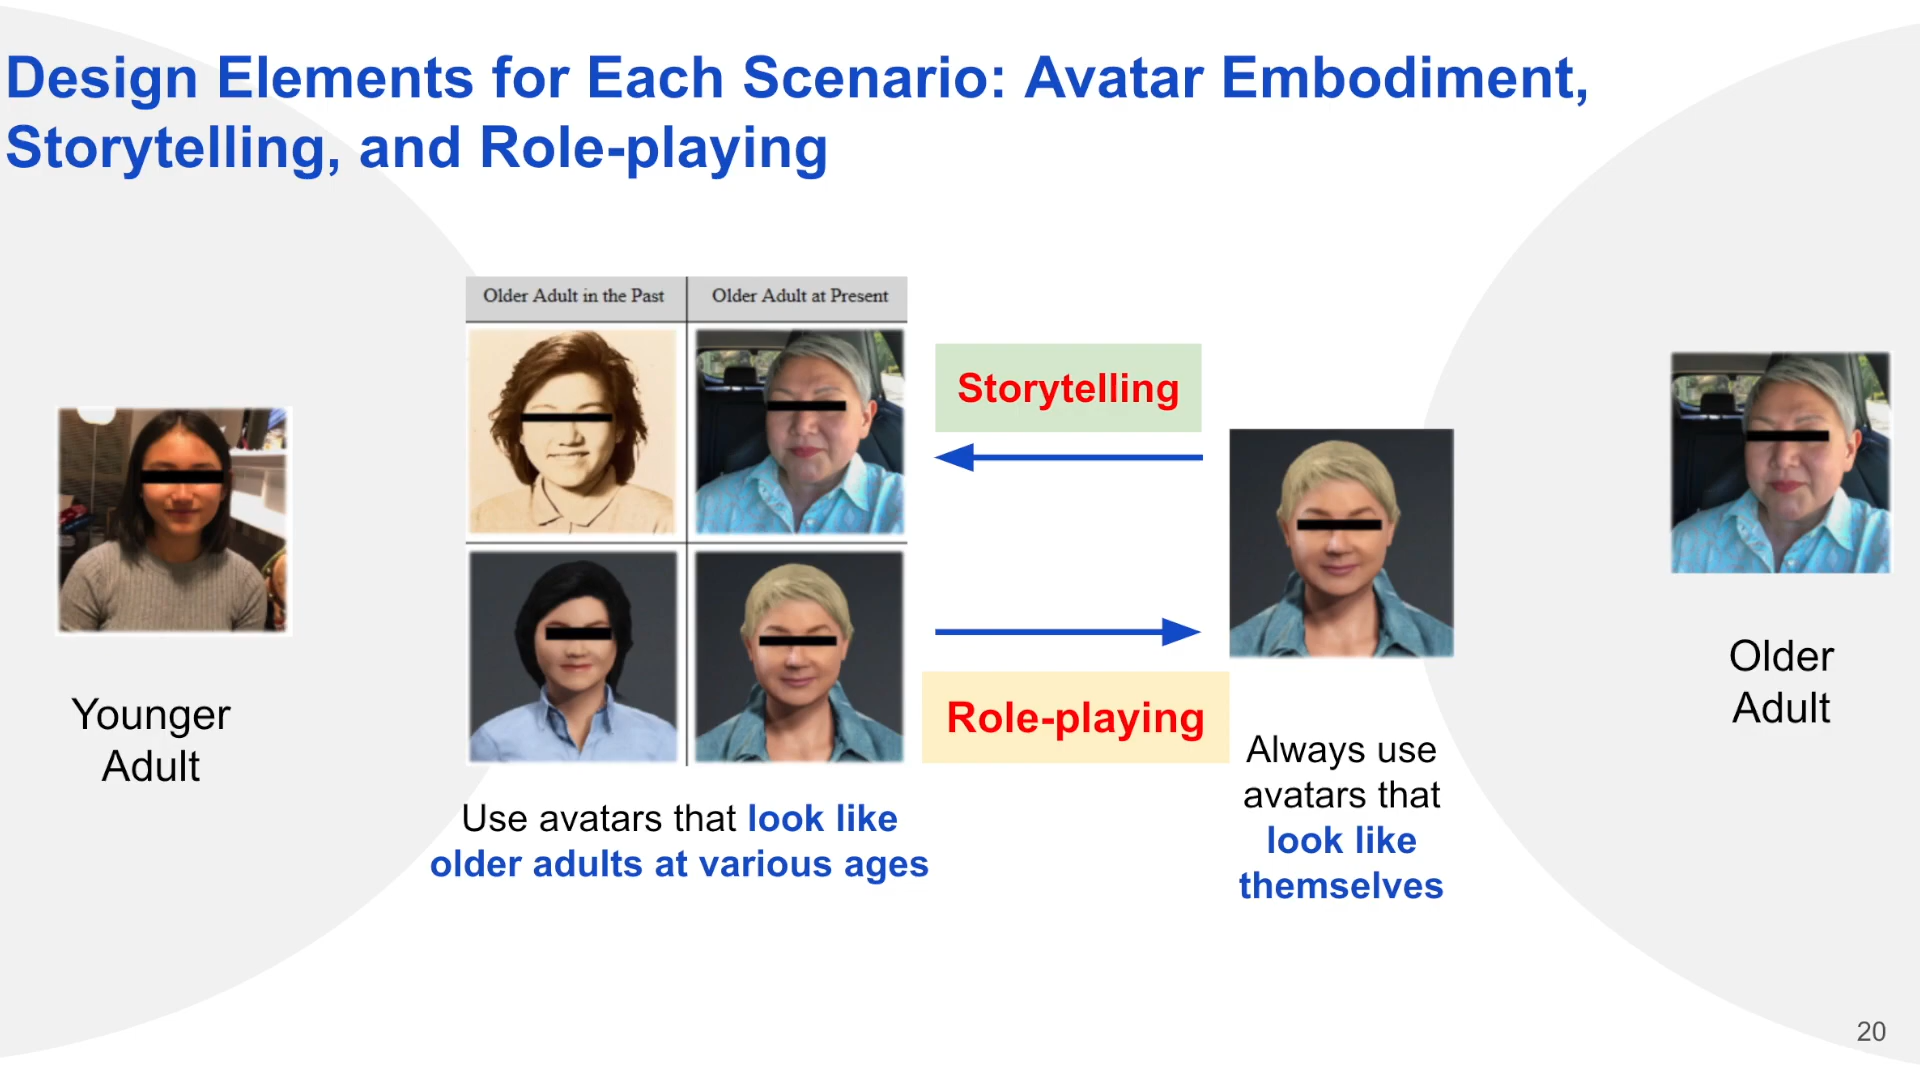 Design Elements for Each Scenario: Avatar Embodiment,
Storytelling, and Role-playing
Older Adult in the Past
Older Adult at Present
Storytelling
Role-playing
Younger
Adult
Use avatars that look like
older adults at various ages
Always use
avatars that
look like
themselves
Older
Adult
20